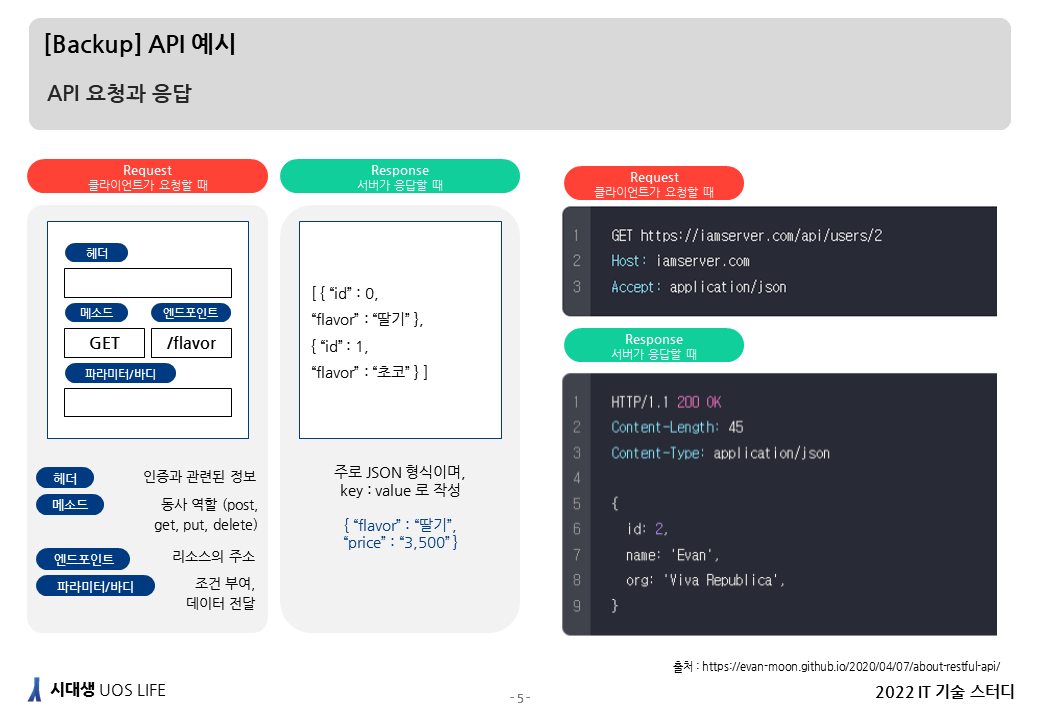 [Backup] API 예시
API 요청과 응답
Request
클라이언트가 요청할 때
헤더
메소드 엔드포인트
GET /flavor
파라미터/바디
헤더 인증과 관련된 정보
메소드 동사 역할 (post,
get, put, delete)
엔드포인트 리소스의 주소
파라미터/바디 조건 부여,
데이터 전달
Response
서버가 응답할 때
[ { “id” : 0,
“flavor” : “딸기” },
{ “id” : 1,
“flavor” : “초코” } ]
주로 JSON 형식이며,
key : value 로 작성
{ “flavor” : “딸기”,
“price” : “3,500” }
Request
클라이언트가 요청할 때
1 GET https://iamserver.com/api/users/2
2 Host: iamserver.com
3 Accept: application/json
Response
서버가 응답할 때
1 HTTP/1.1 200 OK
2 Content-Length: 45
3 Content-Type: application/json
4
5 {
6 id: 2,
7 name: 'Evan',
8 org: 'Viva Republica',
9 }
출처 : https://evan-moon.github.io/2020/04/07/about-restful-api/
시대생 UOS LIFE
- 5 -
2022 IT 기술 스터디